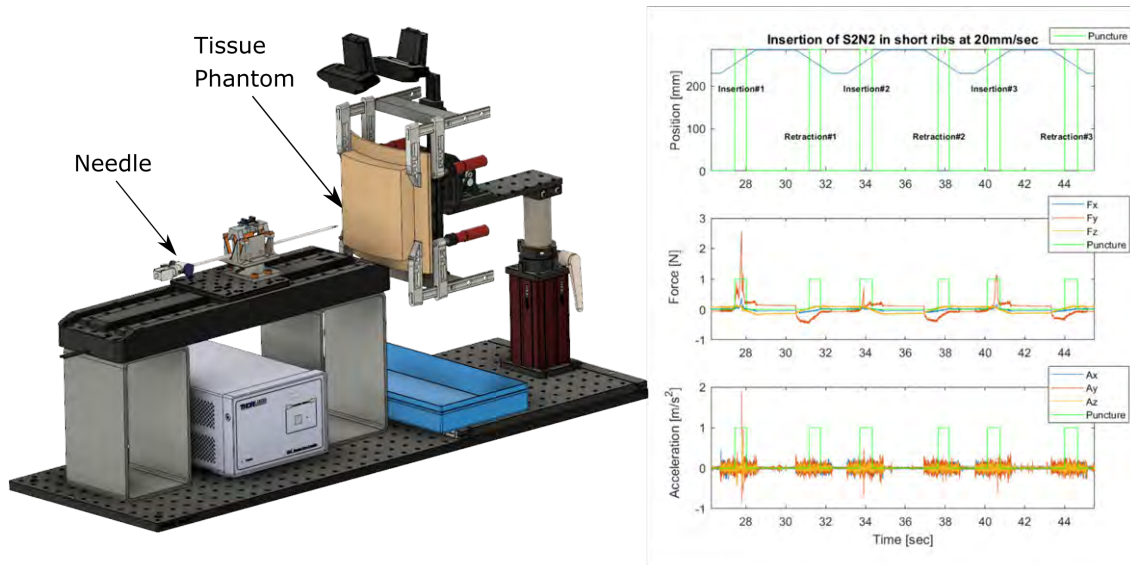 Tissue
Phantom
Needle
THORLABS
Insertion of S2N2 in short ribs at 20mm/sec
Puncture
Position [mm]
200
100
0
Insertion#1
Insertion#2
Insertion#3
Retraction#1
Retraction#2
Retraction#3
28 30 32 34 36 38 40 42 44
Fx
Fy
Fz
Puncture
Force [N]
3
2
1
0
-1
28 30 32 34 36 38 40 42 44
Ax
Ay
Az
Puncture
Acceleration [m/s²]
2
1
0
-1
28 30 32 34 36 38 40 42 44
Time [sec]